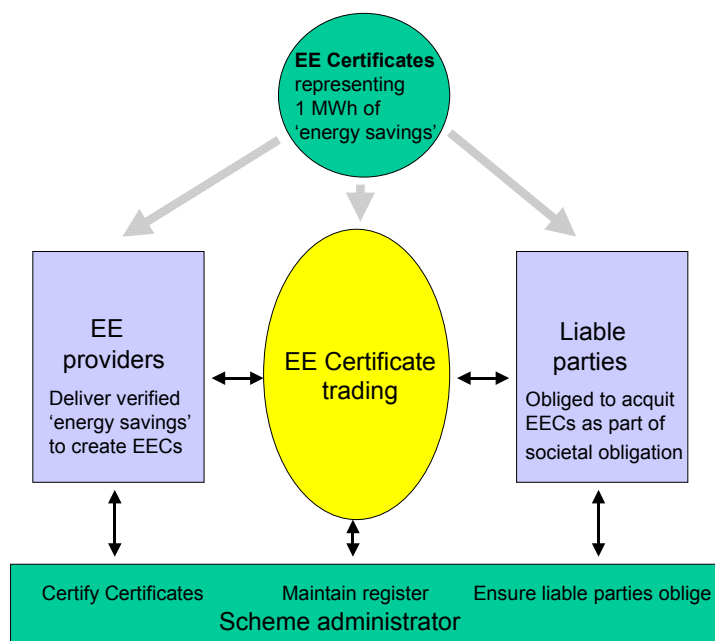 EE Certificates
representing
1 MWh of
‘energy savings’
EE
providers
Deliver verified
‘energy savings’
to create EECs
EE Certificate
trading
Liable
parties
Obliged to acquit
EECs as part of
societal obligation
Certify Certificates
Maintain register
Ensure liable parties oblige
Scheme administrator